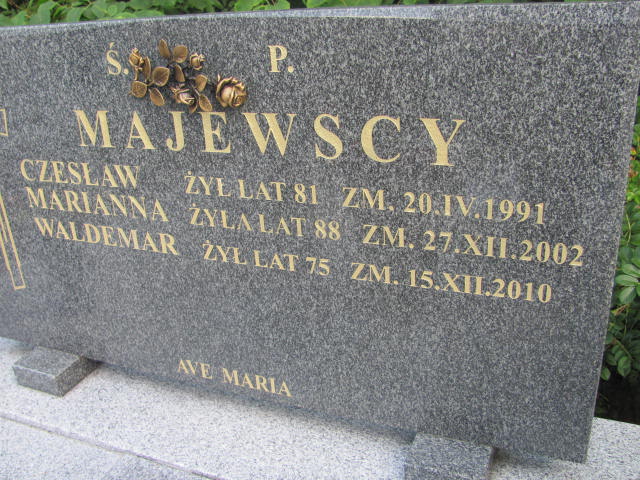 Ś. P.
MAJEWSCY
CZESŁAW ŻYŁ LAT 81 ZM. 20.IV.1991
MARIANNA ŻYŁA LAT 88 ZM. 27.XII.2002
WALDEMAR ŻYŁ LAT 75 ZM. 15.XII.2010
AVE MARIA